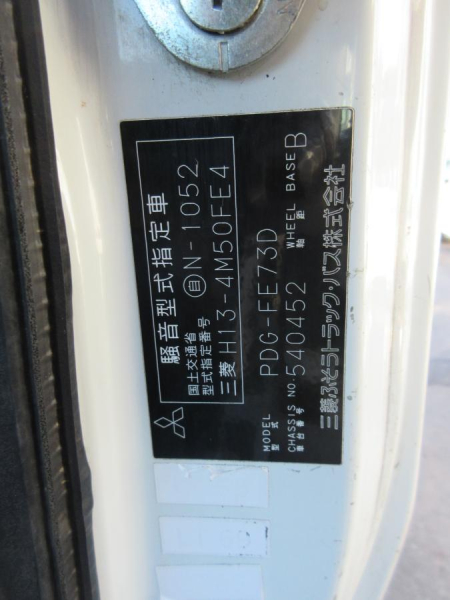 騒音型式指定車
国土交通省
型式指定番号 自N-1052
三菱 H13-4M50FE4
MODEL
型式 PDG-FE73D
CHASSIS NO.
車台番号 540452 軸距 WHEEL BASE B
三菱ふそうトラック・バス株式会社